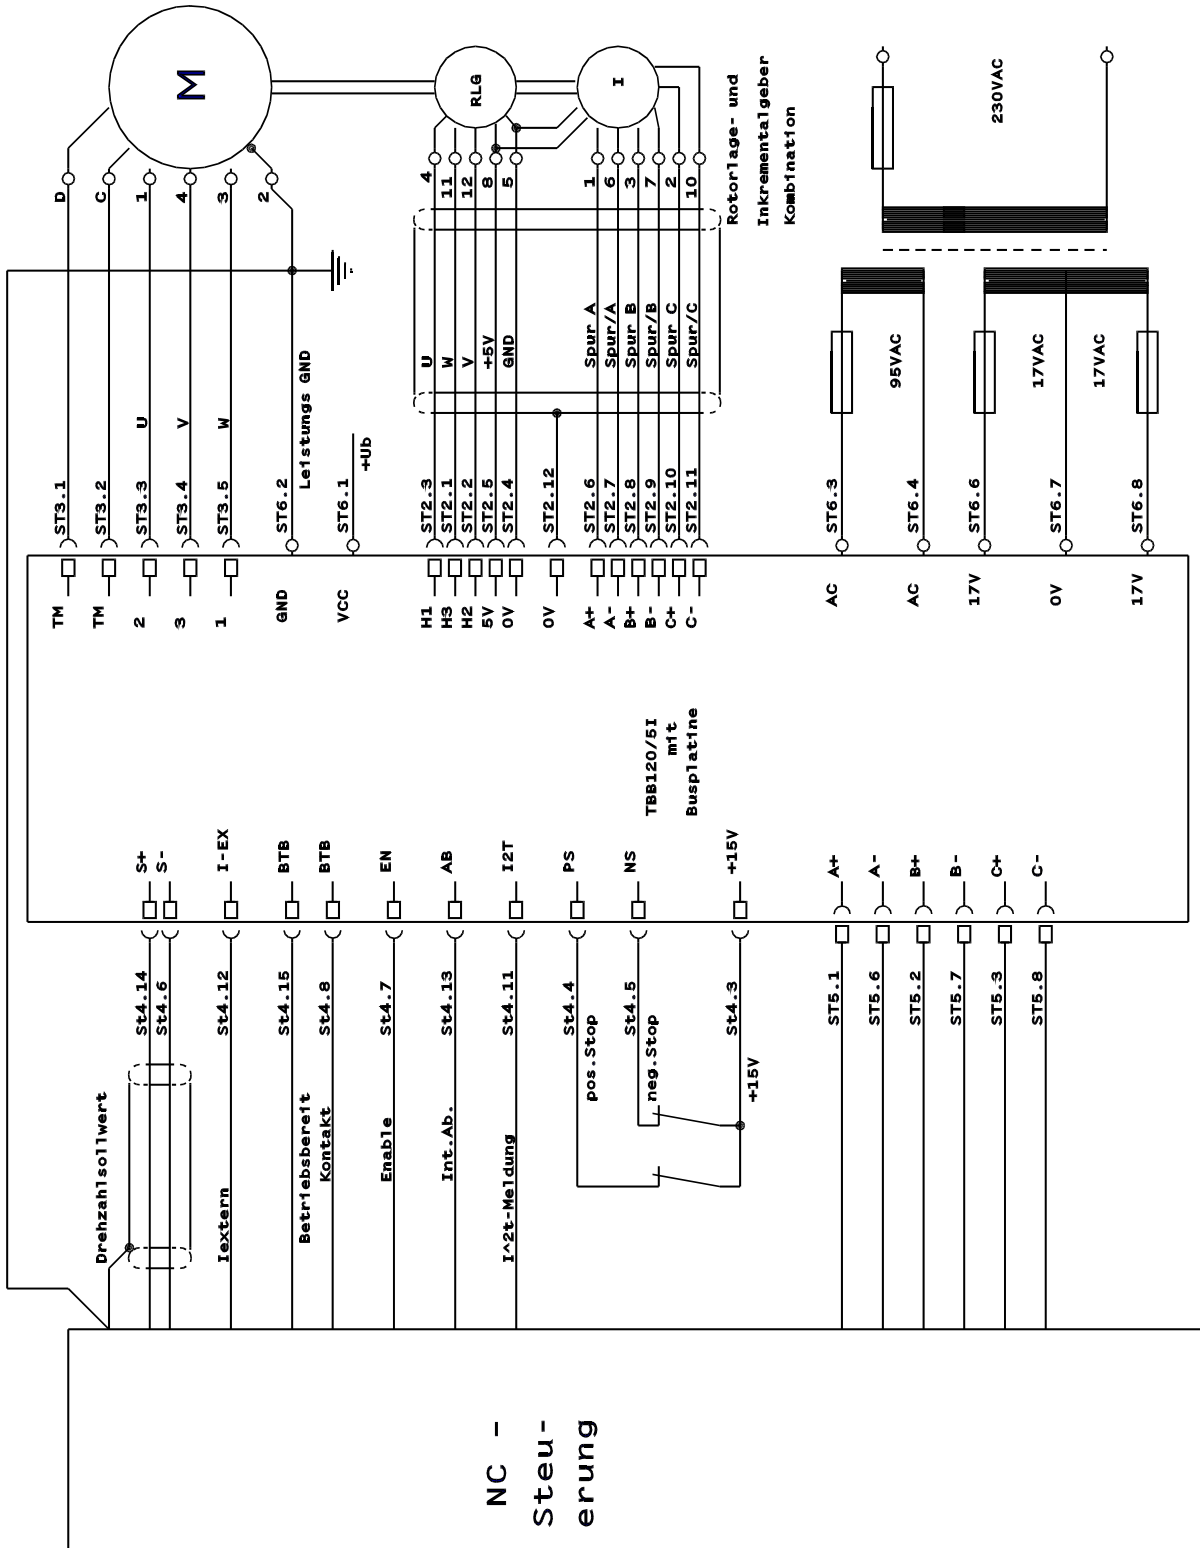 M
RLG
I
230VAC
Rotorlage- und
Inkrementalgeber
Kombination
D
C
1
4
3
2
4
11
12
8
5
1
6
3
7
2
10
U
V
W
Leistungs GND
+Ub
U
W
V
+5V
GND
Spur A
Spur/A
Spur B
Spur/B
Spur C
Spur/C
95VAC
17VAC
17VAC
ST3.1
ST3.2
ST3.3
ST3.4
ST3.5
ST6.2
ST6.1
ST2.3
ST2.1
ST2.2
ST2.5
ST2.4
ST2.12
ST2.6
ST2.7
ST2.8
ST2.9
ST2.10
ST2.11
ST6.3
ST6.4
ST6.6
ST6.7
ST6.8
TM
TM
2
3
1
GND
VCC
H1
H3
H2
5V
0V
0V
A+
A-
B+
B-
C+
C-
AC
AC
17V
0V
17V
TBB120/5I
mit
Busplatine
S+
S-
I-EX
BTB
BTB
EN
AB
I2T
PS
NS
+15V
A+
A-
B+
B-
C+
C-
St4.14
St4.6
St4.12
St4.15
St4.8
St4.7
St4.13
St4.11
St4.4
St4.5
St4.3
ST5.1
ST5.6
ST5.2
ST5.7
ST5.3
ST5.8
Drehzahlsollwert
Iextern
Betriebsbereit
Kontakt
Enable
Int.Ab.
I^2t-Meldung
pos.Stop
neg.Stop
+15V
NC -
Steu-
erung